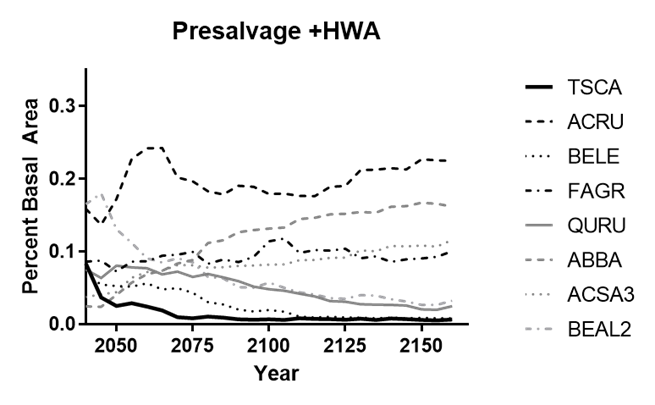 Presalvage +HWA
Percent Basal Area
0.3
0.2
0.1
0.0
2050 2075 2100 2125 2150
Year
TSCA
ACRU
BELE
FAGR
QURU
ABBA
ACSA3
BEAL2